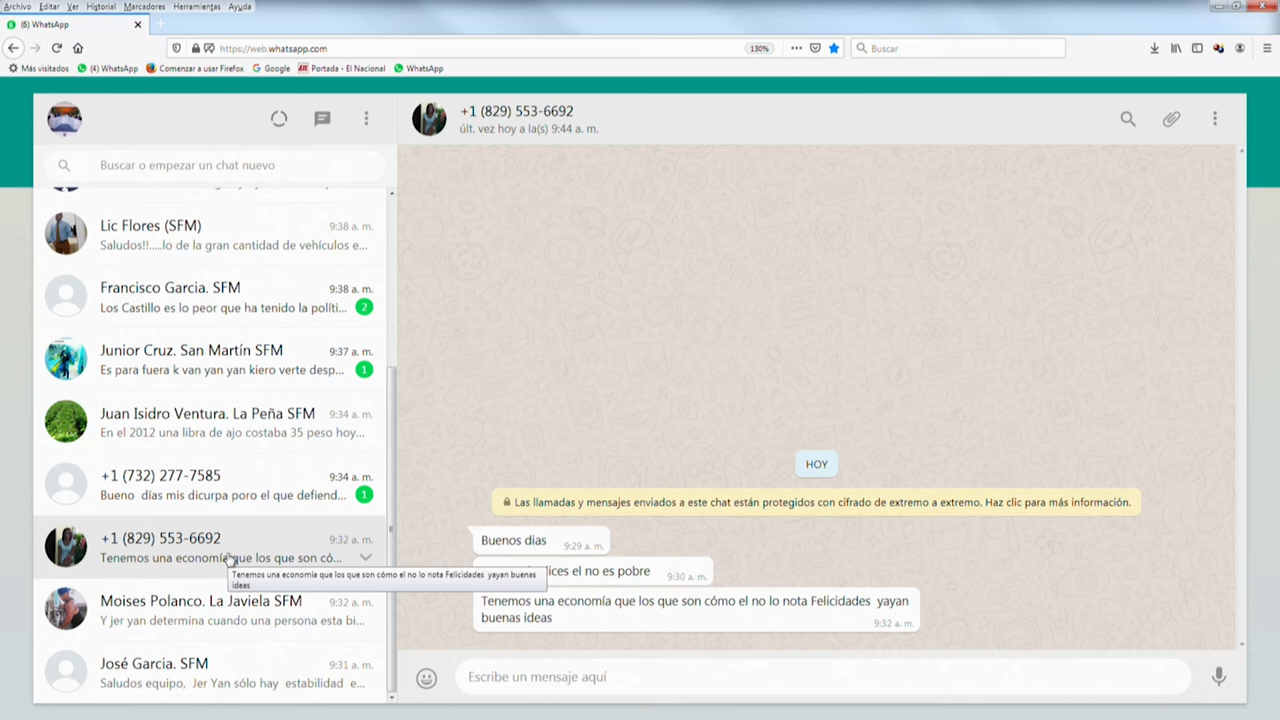 Archivo Editar Ver Historial Marcadores Herramientas Ayuda
(6) WhatsApp
https://web.whatsapp.com
130%
Buscar
Más visitados
(4) WhatsApp
Comenzar a usar Firefox
Google
Portada - El Nacional
WhatsApp
+1 (829) 553-6692
últ. vez hoy a la(s) 9:44 a. m.
Buscar o empezar un chat nuevo
Lic Flores (SFM)
9:38 a. m.
Saludos!!.....lo de la gran cantidad de vehículos e...
Francisco Garcia. SFM
9:38 a. m.
Los Castillo es lo peor que ha tenido la políti...
2
Junior Cruz. San Martín SFM
9:37 a. m.
Es para fuera k van yan yan kiero verte desp...
1
Juan Isidro Ventura. La Peña SFM
9:34 a. m.
En el 2012 una libra de ajo costaba 35 peso hoy...
+1 (732) 277-7585
9:34 a. m.
Bueno días mis dicurpa poro el que defiend...
1
+1 (829) 553-6692
9:32 a. m.
Tenemos una economía que los que son có...
Tenemos una economía que los que son cómo el no lo nota Felicidades yayan buenas
ideas
Moises Polanco. La Javiela SFM
9:32 a. m.
Y jer yan determina cuando una persona esta bi...
José Garcia. SFM
9:31 a. m.
Saludos equipo, Jer Yan sólo hay estabilidad e...
HOY
Las llamadas y mensajes enviados a este chat están protegidos con cifrado de extremo a extremo. Haz clic para más información.
Buenos dias
9:29 a. m.
dices el no es pobre
9:30 a. m.
Tenemos una economía que los que son cómo el no lo nota Felicidades yayan
buenas ideas
9:32 a. m.
Escribe un mensaje aquí